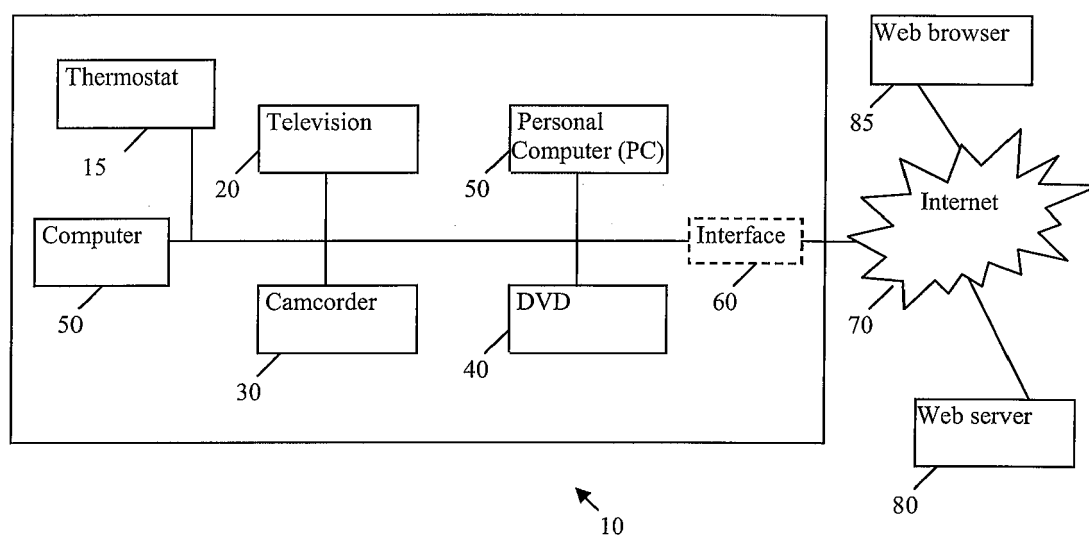 Web browser
Thermostat
85
Television
Personal
Computer (PC)
15
20
50
Internet
Computer
Interface
50
Camcorder
DVD
60
70
30
40
Web server
80
10